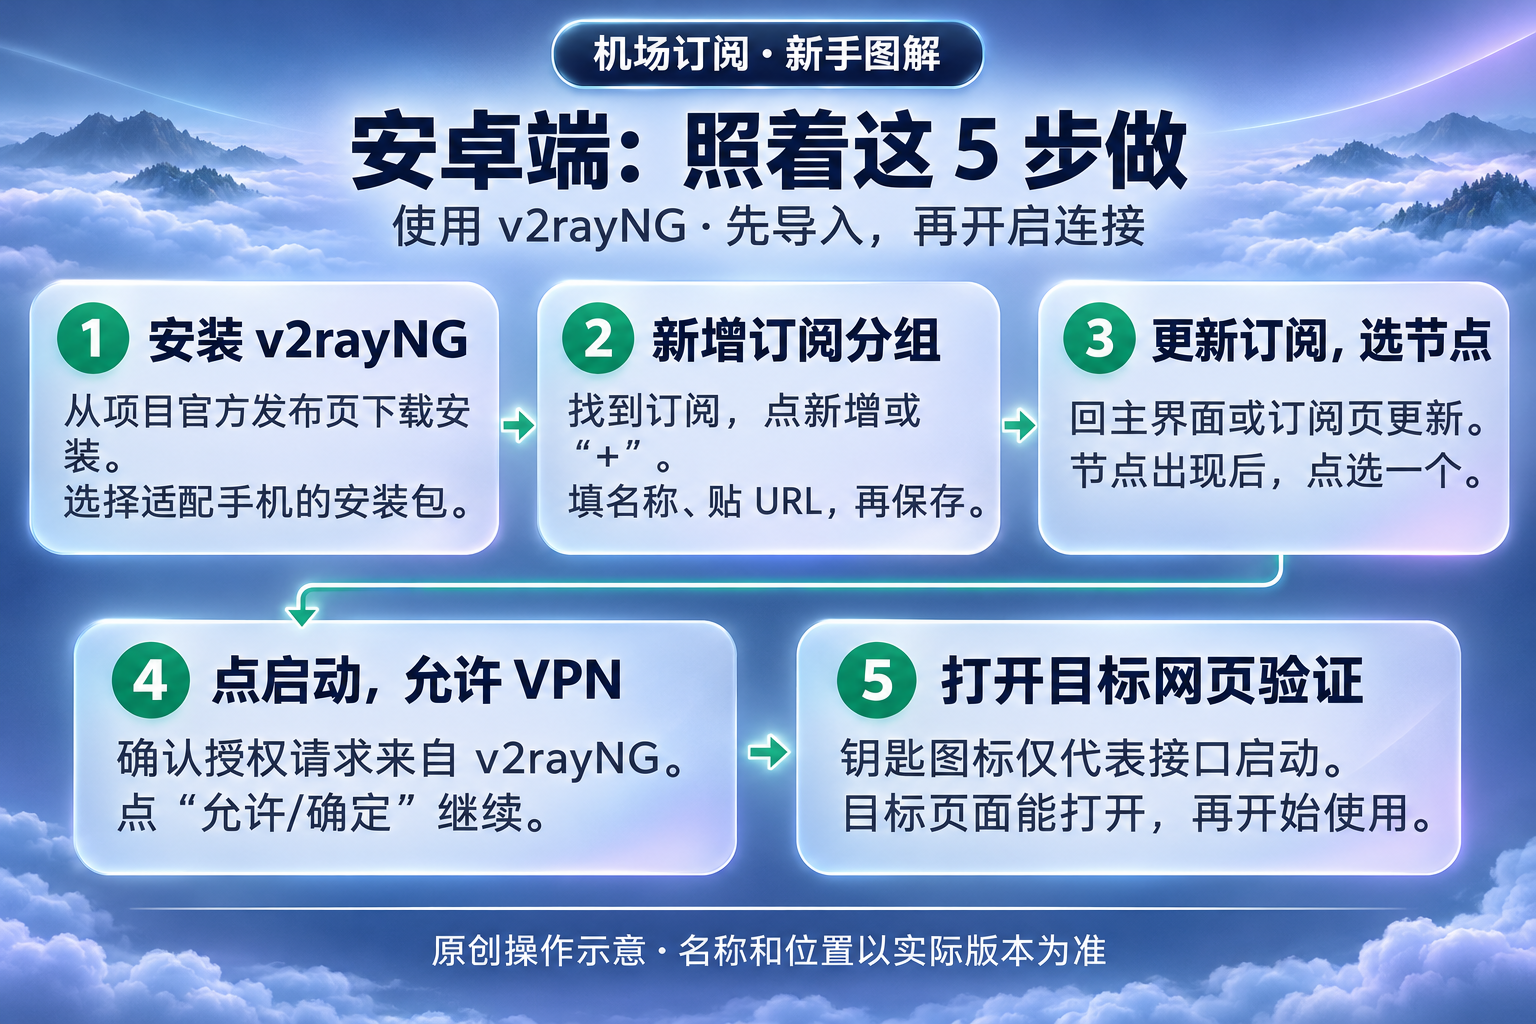 机场订阅·新手图解
安卓端：照着这 5 步做
使用 v2rayNG·先导入，再开启连接
1 安装 v2rayNG
从项目官方发布页下载安
装。
选择适配手机的安装包。
2 新增订阅分组
找到订阅，点新增或
“+”。
填名称、贴 URL，再保存。
3 更新订阅，选节点
回主界面或订阅页更新。
节点出现后，点选一个。
4 点启动，允许 VPN
确认授权请求来自 v2rayNG。
点“允许/确定”继续。
5 打开目标网页验证
钥匙图标仅代表接口启动。
目标页面能打开，再开始使用。
原创操作示意·名称和位置以实际版本为准